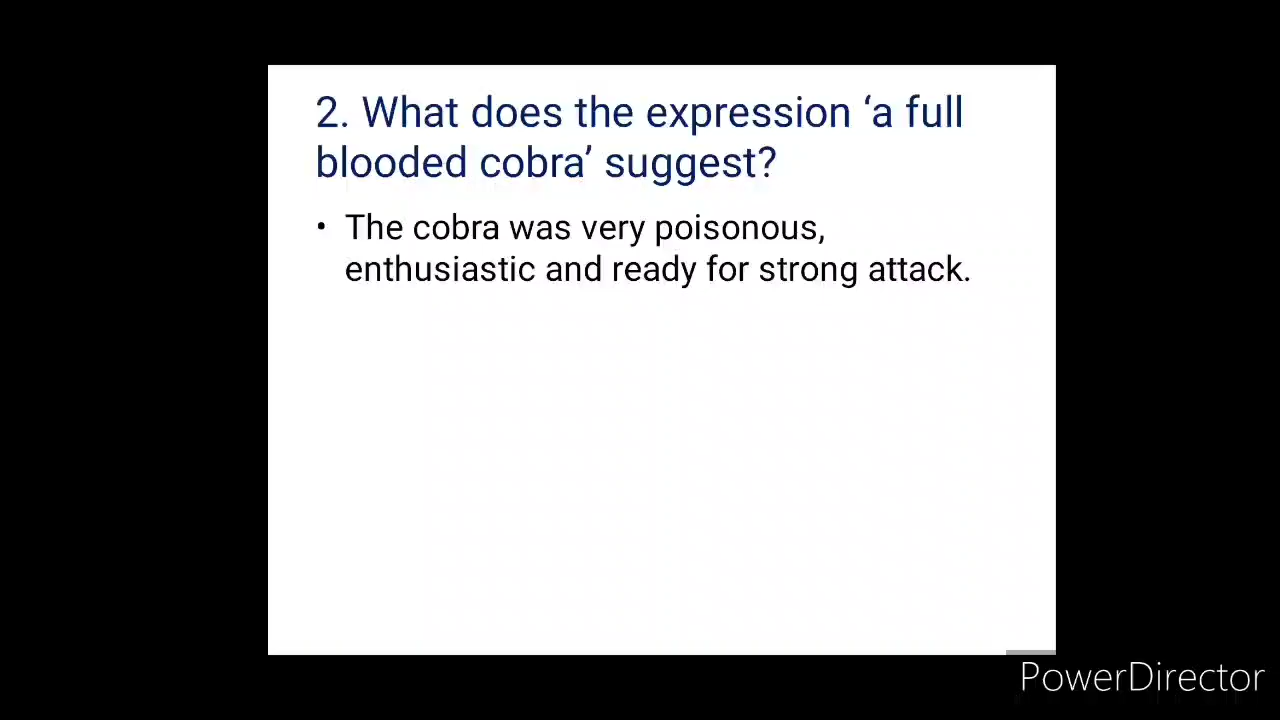 2. What does the expression ‘a full
blooded cobra’ suggest?
• The cobra was very poisonous,
enthusiastic and ready for strong attack.
PowerDirector